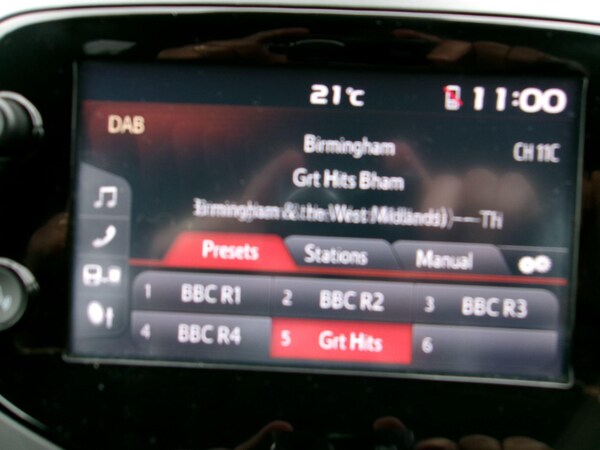 21°c 11:00
DAB
Birmingham CH 11C
Grt Hits Bham
Birmingham & the West Midlands) --- Th
Presets Stations Manual
1 BBC R1 2 BBC R2 3 BBC R3
4 BBC R4 5 Grt Hits 6